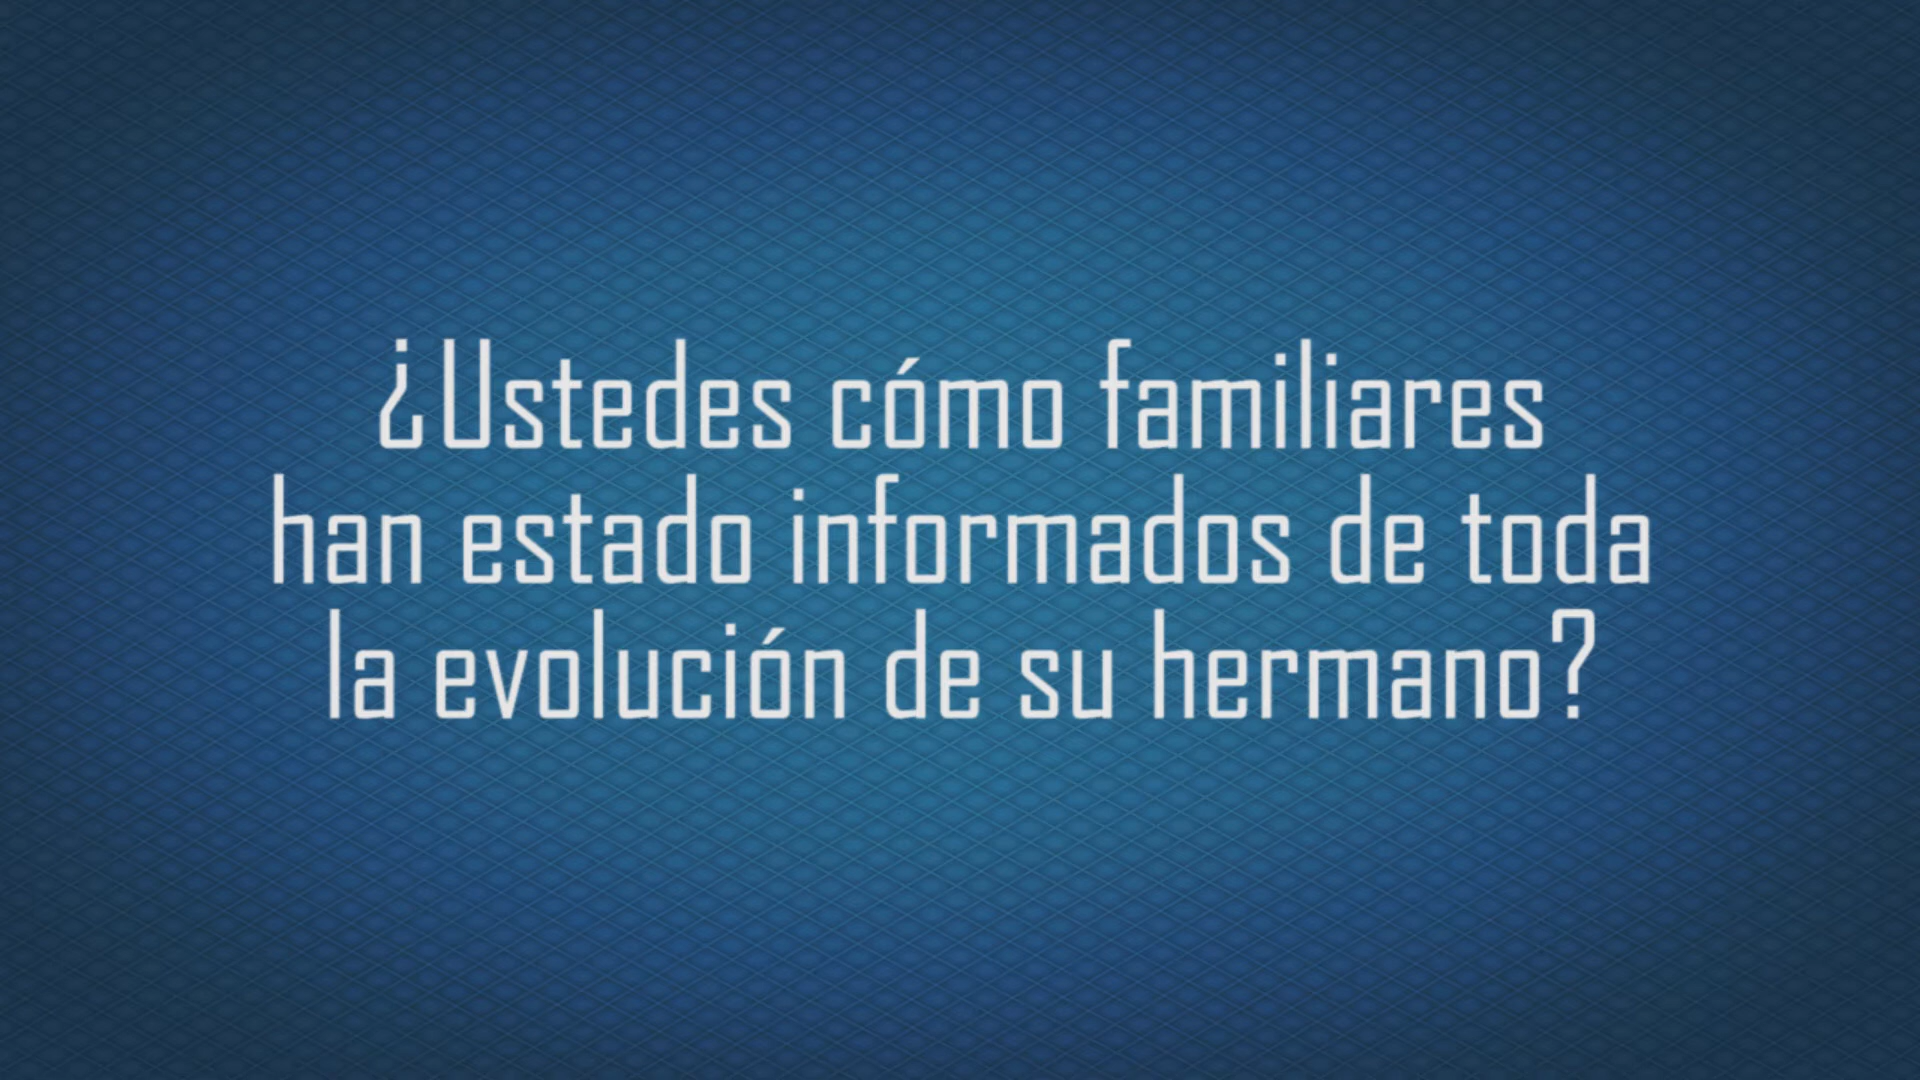 ¿Ustedes cómo familiares
han estado informados de toda
la evolución de su hermano?